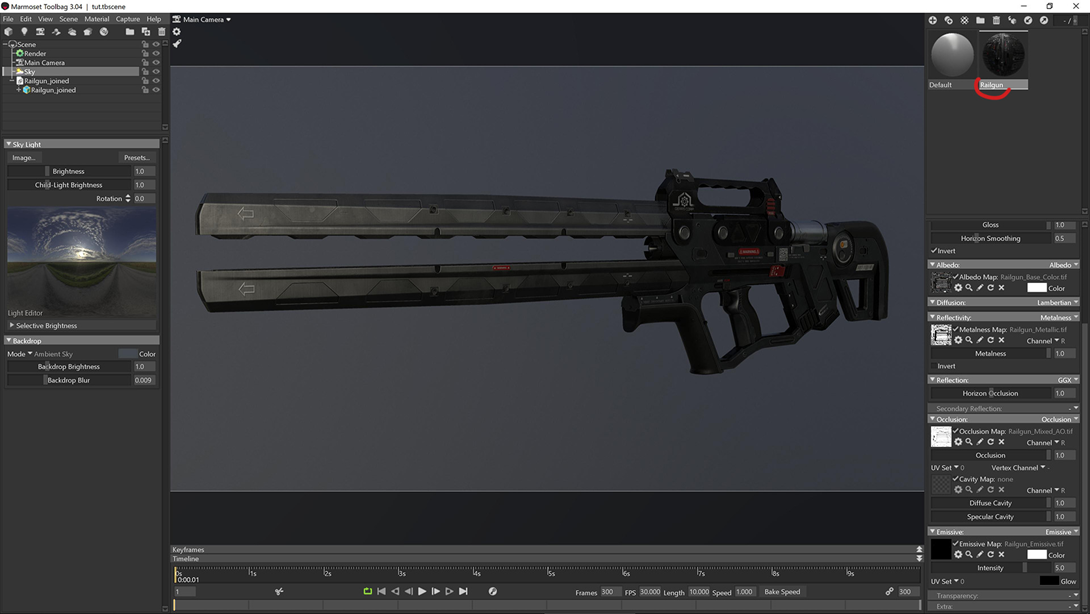 Marmoset Toolbag 3.04 | tut.tbscene
File Edit View Scene Material Capture Help
Main Camera
Scene
Render
Main Camera
Sky
Railgun_joined
Railgun_joined
Sky Light
Image... Presets...
Brightness 1.0
Child-Light Brightness 1.0
Rotation 0.0
Light Editor
Selective Brightness
Backdrop
Mode Ambient Sky Color
Backdrop Brightness 1.0
Backdrop Blur 0.009
Keyframes
Timeline
0s 1s 2s 3s 4s 5s 6s 7s 8s 9s
0:00.01
1
Frames 300 FPS 30.000 Length 10.000 Speed 1.000 Bake Speed 300
Default Railgun
Gloss 1.0
Horizon Smoothing 0.5
Invert
Albedo: Albedo
Albedo Map: Railgun_Base_Color.tif
Color
Diffusion: Lambertian
Reflectivity: Metalness
Metalness Map: Railgun_Metallic.tif
Channel R
Metalness 1.0
Invert
Reflection: GGX
Horizon Occlusion 1.0
Secondary Reflection: -
Occlusion: Occlusion
Occlusion Map: Railgun_Mixed_AO.tif
Channel R
Occlusion 1.0
UV Set 0 Vertex Channel -
Cavity Map: none
Channel R
Diffuse Cavity 1.0
Specular Cavity 1.0
Emissive: Emissive
Emissive Map: Railgun_Emissive.tif
Color
Intensity 5.0
UV Set 0 Glow
Transparency: -
Extra: -